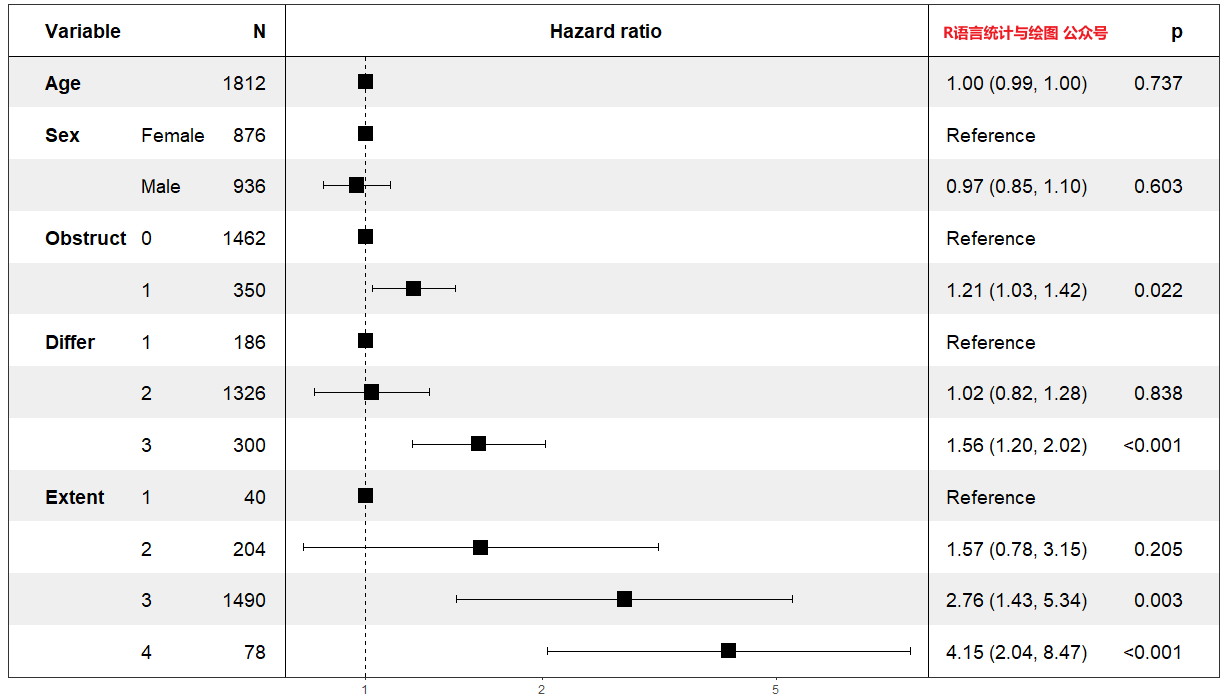 Variable N Hazard ratio R语言统计与绘图 公众号 p
Age 1812 1.00 (0.99, 1.00) 0.737
Sex Female 876 Reference
Male 936 0.97 (0.85, 1.10) 0.603
Obstruct 0 1462 Reference
1 350 1.21 (1.03, 1.42) 0.022
Differ 1 186 Reference
2 1326 1.02 (0.82, 1.28) 0.838
3 300 1.56 (1.20, 2.02) <0.001
Extent 1 40 Reference
2 204 1.57 (0.78, 3.15) 0.205
3 1490 2.76 (1.43, 5.34) 0.003
4 78 4.15 (2.04, 8.47) <0.001
1 2 5